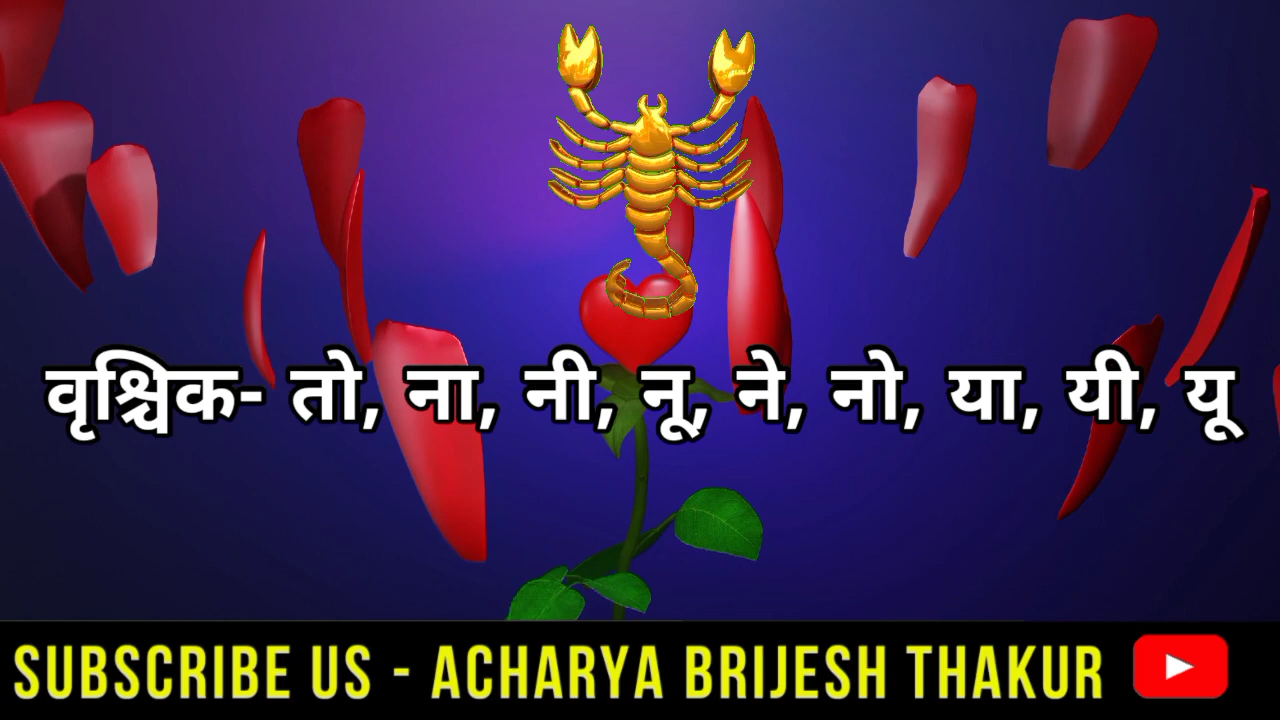 वृश्चिक- तो, ना, नी, नू, ने, नो, या, यी, यू
SUBSCRIBE US - ACHARYA BRIJESH THAKUR